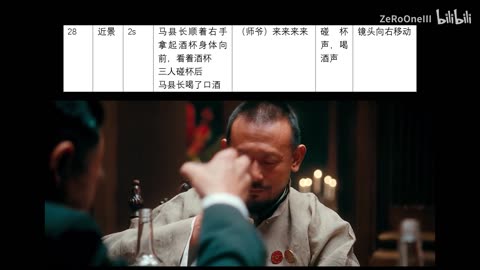 ZeRoOneIII bilibili
28 近景 2s 马县长顺着右手 (师爷)来来来来 碰杯 镜头向右移动
拿起酒杯身体向 声,喝
前,看着酒杯 酒声
三人碰杯后
马县长喝了口酒